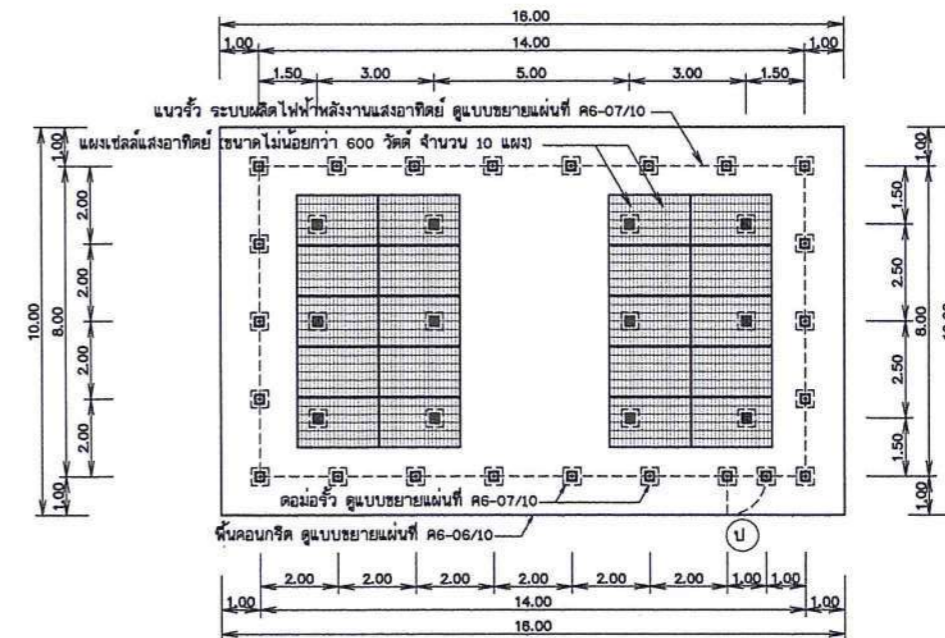 16.00
1.00 14.00 1.00
1.50 3.00 5.00 3.00 1.50
แนวรั้ว ระบบผลิตไฟฟ้าพลังงานแสงอาทิตย์ ดูแบบขยายแผ่นที่ A6-07/10
แผงเซลล์แสงอาทิตย์ (ขนาดไม่น้อยกว่า 600 วัตต์ จำนวน 10 แผง)
10.00
1.00
8.00
1.00
2.00
2.00
2.00
2.00
1.50
2.50
2.50
1.50
1.00
8.00
1.00
ตอม่อรั้ว ดูแบบขยายแผ่นที่ A6-07/10
พื้นคอนกรีต ดูแบบขยายแผ่นที่ A6-06/10
ป
2.00 2.00 2.00 2.00 2.00 2.00 1.00 1.00
1.00 14.00 1.00
16.00